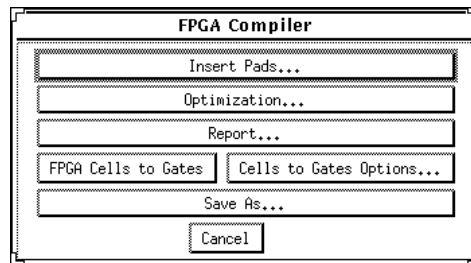 FPGA Compiler
Insert Pads...
Optimization...
Report...
FPGA Cells to Gates
Cells to Gates Options...
Save As...
Cancel